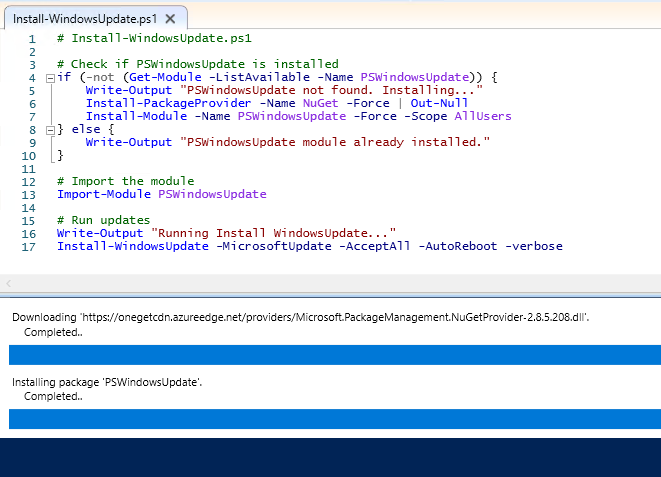 Install-WindowsUpdate.ps1 X
1 # Install-WindowsUpdate.ps1
2
3 # Check if PSWindowsUpdate is installed
4 if (-not (Get-Module -ListAvailable -Name PSWindowsUpdate)) {
5 Write-Output "PSWindowsUpdate not found. Installing..."
6 Install-PackageProvider -Name NuGet -Force | Out-Null
7 Install-Module -Name PSWindowsUpdate -Force -Scope AllUsers
8 } else {
9 Write-Output "PSWindowsUpdate module already installed."
10 }
11
12 # Import the module
13 Import-Module PSWindowsUpdate
14
15 # Run updates
16 Write-Output "Running Install WindowsUpdate..."
17 Install-WindowsUpdate -MicrosoftUpdate -AcceptAll -AutoReboot -verbose
Downloading 'https://onegetcdn.azureedge.net/providers/Microsoft.PackageManagement.NuGetProvider-2.8.5.208.dll'.
Completed..
Installing package 'PSWindowsUpdate'.
Completed..